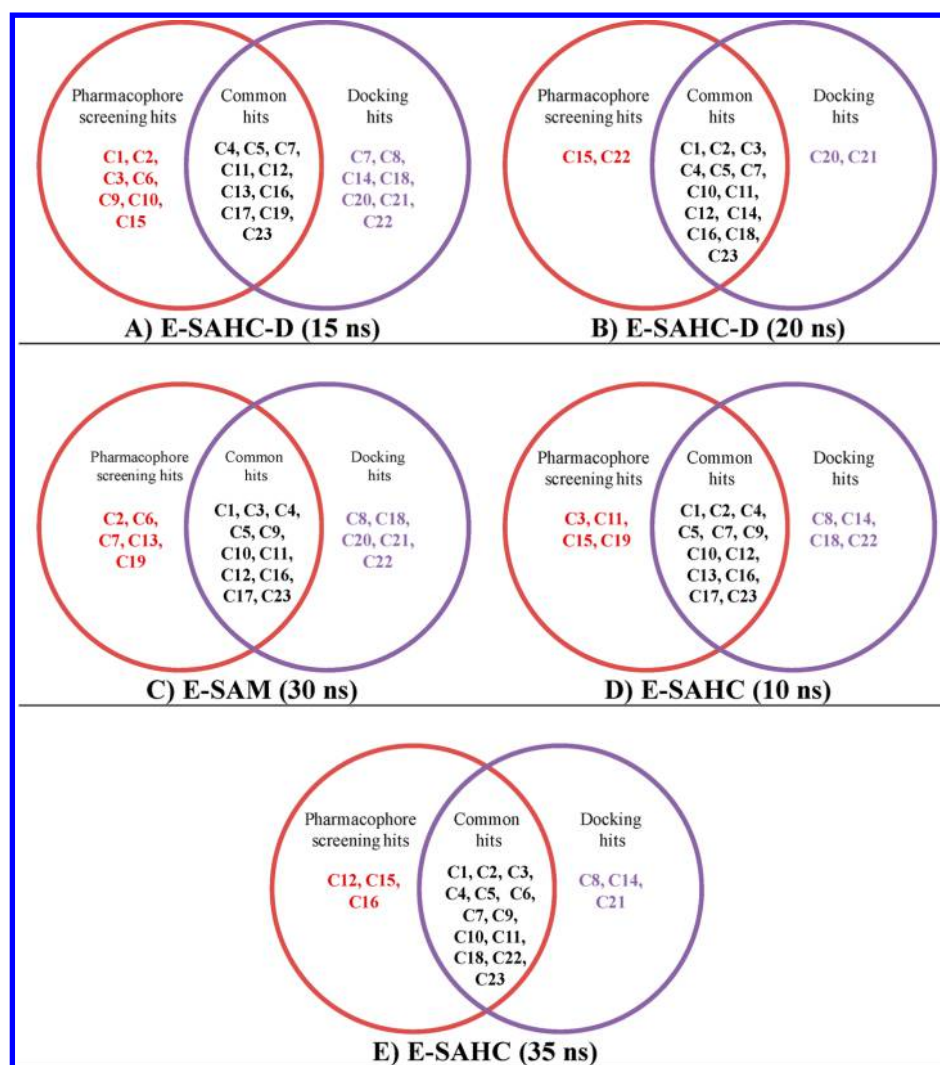 Pharmacophore
screening hits
C1, C2,
C3, C6,
C9, C10,
C15
Common
hits
C4, C5, C7,
C11, C12,
C13, C16,
C17, C19,
C23
Docking
hits
C7, C8,
C14, C18,
C20, C21,
C22
A) E-SAHC-D (15 ns)
Pharmacophore
screening hits
C15, C22
Common
hits
C1, C2, C3,
C4, C5, C7,
C10, C11,
C12, C14,
C16, C18,
C23
Docking
hits
C20, C21
B) E-SAHC-D (20 ns)
Pharmacophore
screening hits
C2, C6,
C7, C13,
C19
Common
hits
C1, C3, C4,
C5, C9,
C10, C11,
C12, C16,
C17, C23
Docking
hits
C8, C18,
C20, C21,
C22
C) E-SAM (30 ns)
Pharmacophore
screening hits
C3, C11,
C15, C19
Common
hits
C1, C2, C4,
C5, C7, C9,
C10, C12,
C13, C16,
C17, C23
Docking
hits
C8, C14,
C18, C22
D) E-SAHC (10 ns)
Pharmacophore
screening hits
C12, C15,
C16
Common
hits
C1, C2, C3,
C4, C5, C6,
C7, C9,
C10, C11,
C18, C22,
C23
Docking
hits
C8, C14,
C21
E) E-SAHC (35 ns)